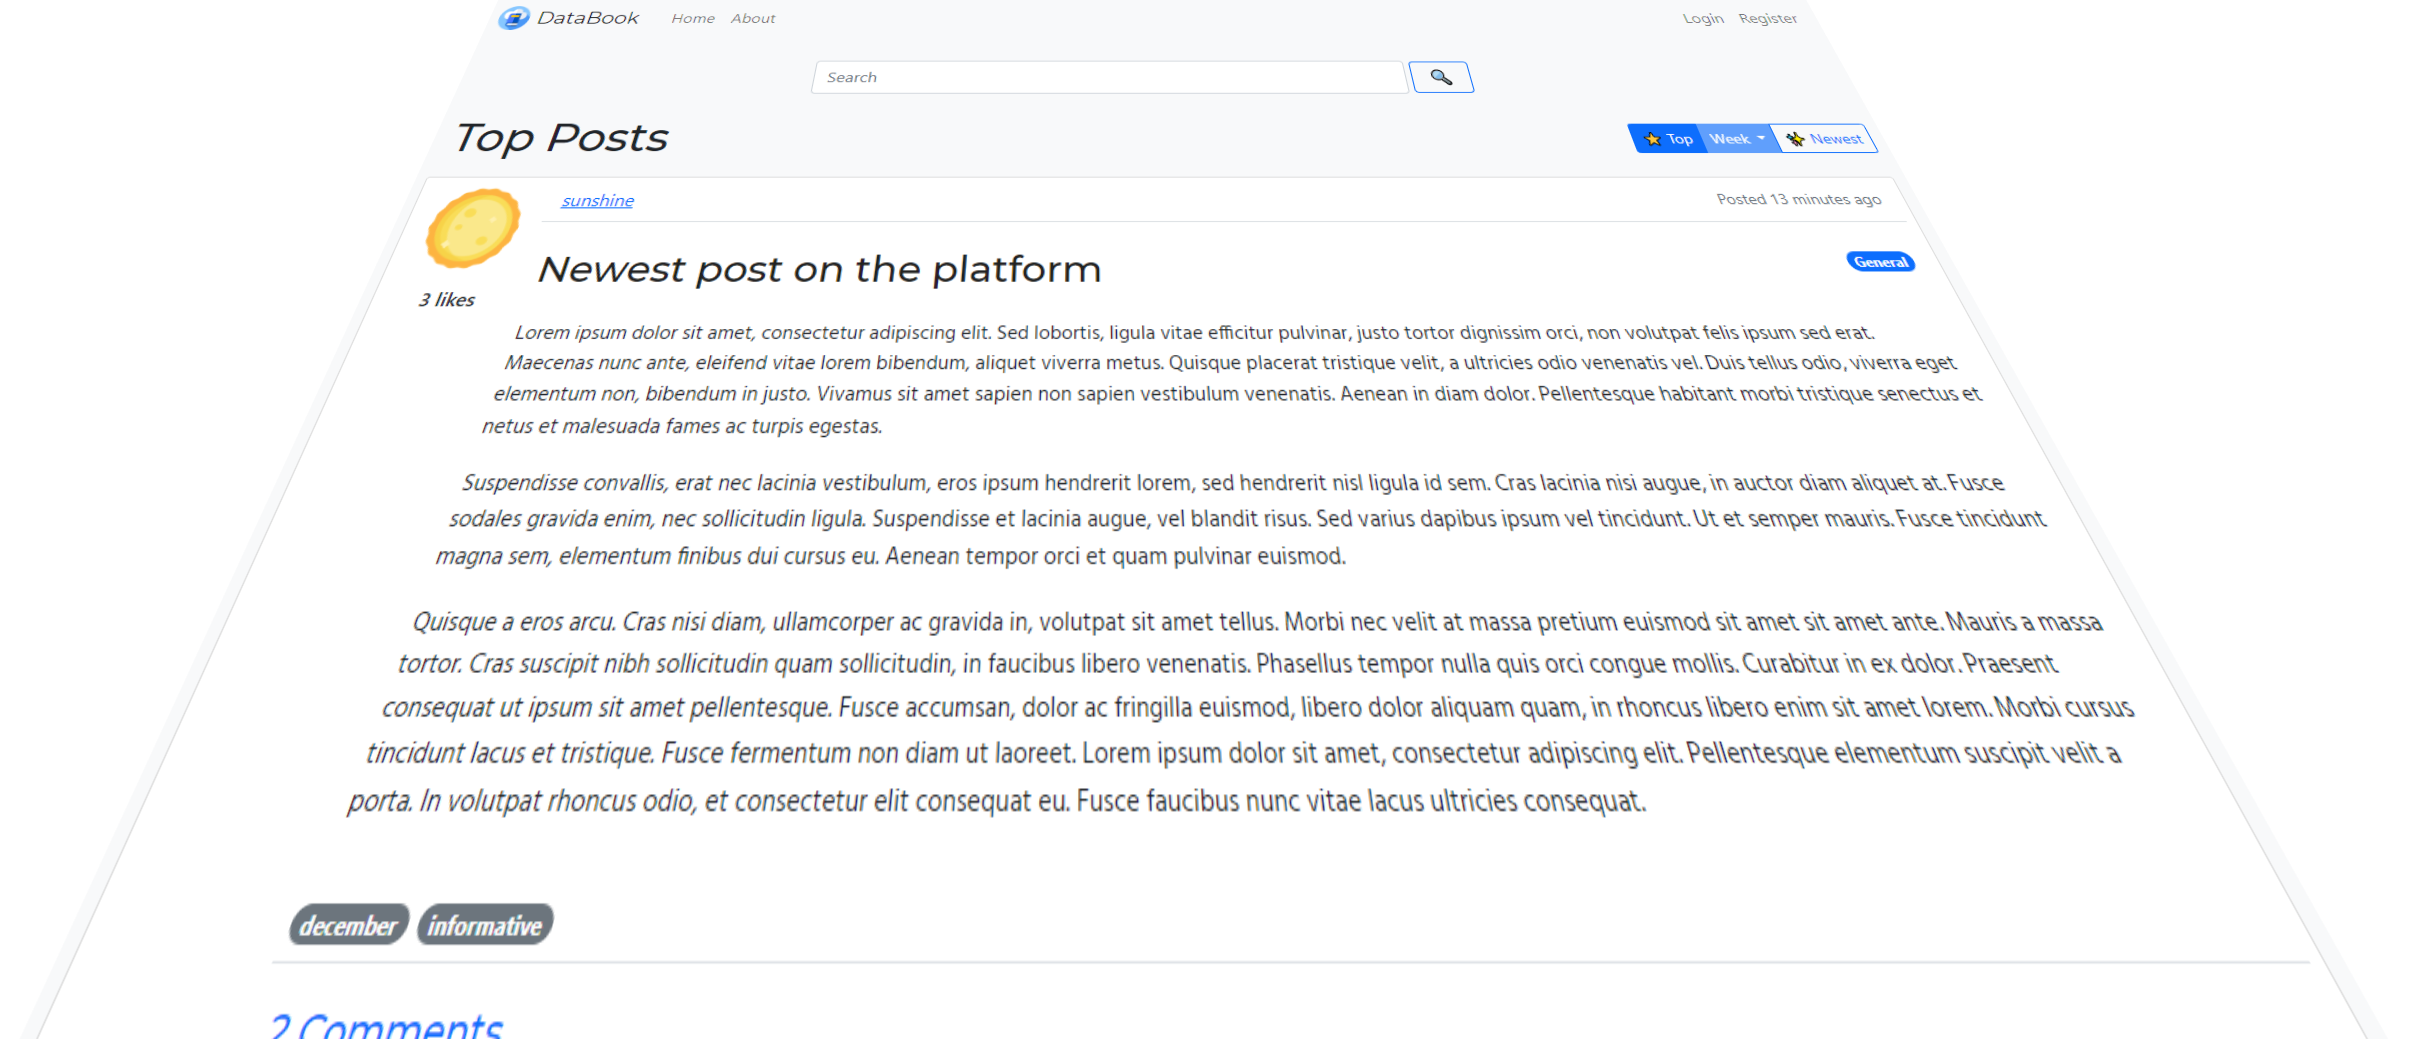 DataBook Home About Login Register
Search
Top Posts
Top Week Newest
sunshine Posted 13 minutes ago
Newest post on the platform General
3 likes
Lorem ipsum dolor sit amet, consectetur adipiscing elit. Sed lobortis, ligula vitae efficitur pulvinar, justo tortor dignissim orci, non volutpat felis ipsum sed erat.
Maecenas nunc ante, eleifend vitae lorem bibendum, aliquet viverra metus. Quisque placerat tristique velit, a ultricies odio venenatis vel. Duis tellus odio, viverra eget
elementum non, bibendum in justo. Vivamus sit amet sapien non sapien vestibulum venenatis. Aenean in diam dolor. Pellentesque habitant morbi tristique senectus et
netus et malesuada fames ac turpis egestas.
Suspendisse convallis, erat nec lacinia vestibulum, eros ipsum hendrerit lorem, sed hendrerit nisl ligula id sem. Cras lacinia nisi augue, in auctor diam aliquet at. Fusce
sodales gravida enim, nec sollicitudin ligula. Suspendisse et lacinia augue, vel blandit risus. Sed varius dapibus ipsum vel tincidunt. Ut et semper mauris. Fusce tincidunt
magna sem, elementum finibus dui cursus eu. Aenean tempor orci et quam pulvinar euismod.
Quisque a eros arcu. Cras nisi diam, ullamcorper ac gravida in, volutpat sit amet tellus. Morbi nec velit at massa pretium euismod sit amet sit amet ante. Mauris a massa
tortor. Cras suscipit nibh sollicitudin quam sollicitudin, in faucibus libero venenatis. Phasellus tempor nulla quis orci congue mollis. Curabitur in ex dolor. Praesent
consequat ut ipsum sit amet pellentesque. Fusce accumsan, dolor ac fringilla euismod, libero dolor aliquam quam, in rhoncus libero enim sit amet lorem. Morbi cursus
tincidunt lacus et tristique. Fusce fermentum non diam ut laoreet. Lorem ipsum dolor sit amet, consectetur adipiscing elit. Pellentesque elementum suscipit velit a
porta. In volutpat rhoncus odio, et consectetur elit consequat eu. Fusce faucibus nunc vitae lacus ultricies consequat.
december informative
2 Comments